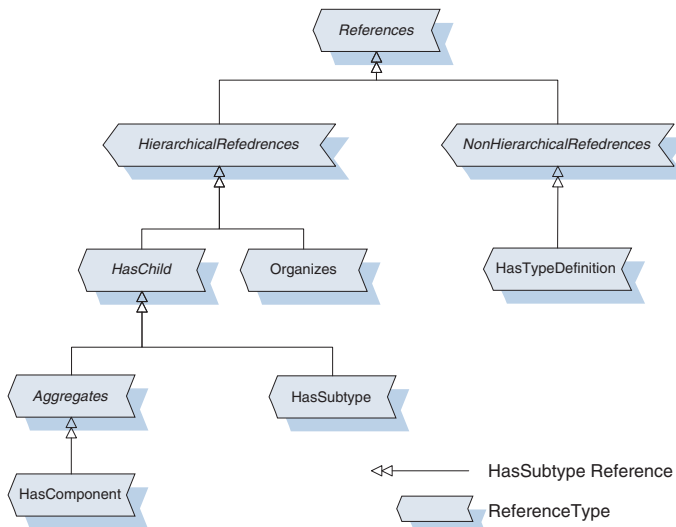 References
HierarchicalRefedrences
NonHierarchicalRefedrences
HasChild
Organizes
HasTypeDefinition
Aggregates
HasSubtype
HasComponent
HasSubtype Reference
ReferenceType